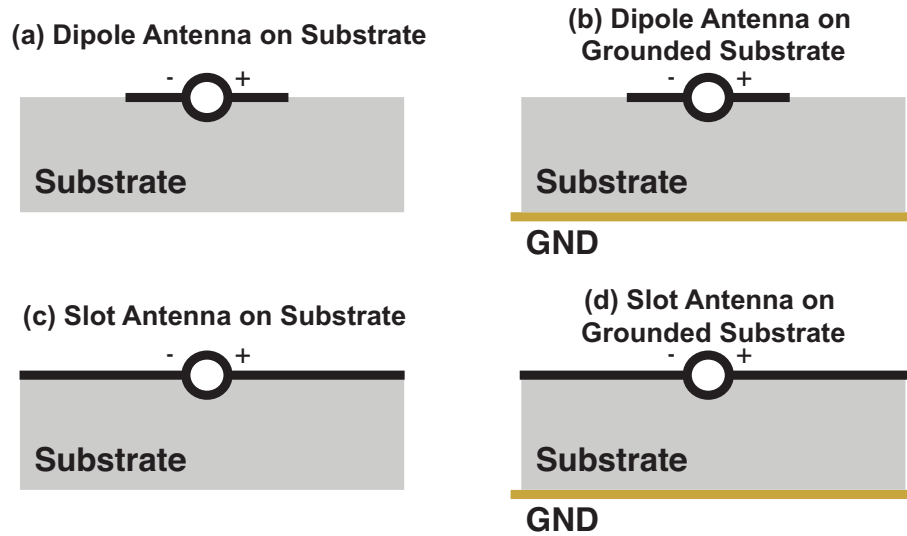 (a) Dipole Antenna on Substrate
- +
Substrate
(b) Dipole Antenna on
Grounded Substrate
- +
Substrate
GND
(c) Slot Antenna on Substrate
- +
Substrate
(d) Slot Antenna on
Grounded Substrate
- +
Substrate
GND